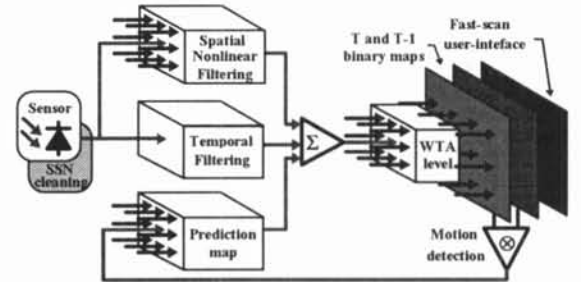 Spatial
Nonlinear
Filtering
T and T-1
binary maps
Fast-scan
user-inteface
Sensor
SSN
cleaning
Temporal
Filtering
Σ
WTA
level
Prediction
map
Motion
detection
⊗